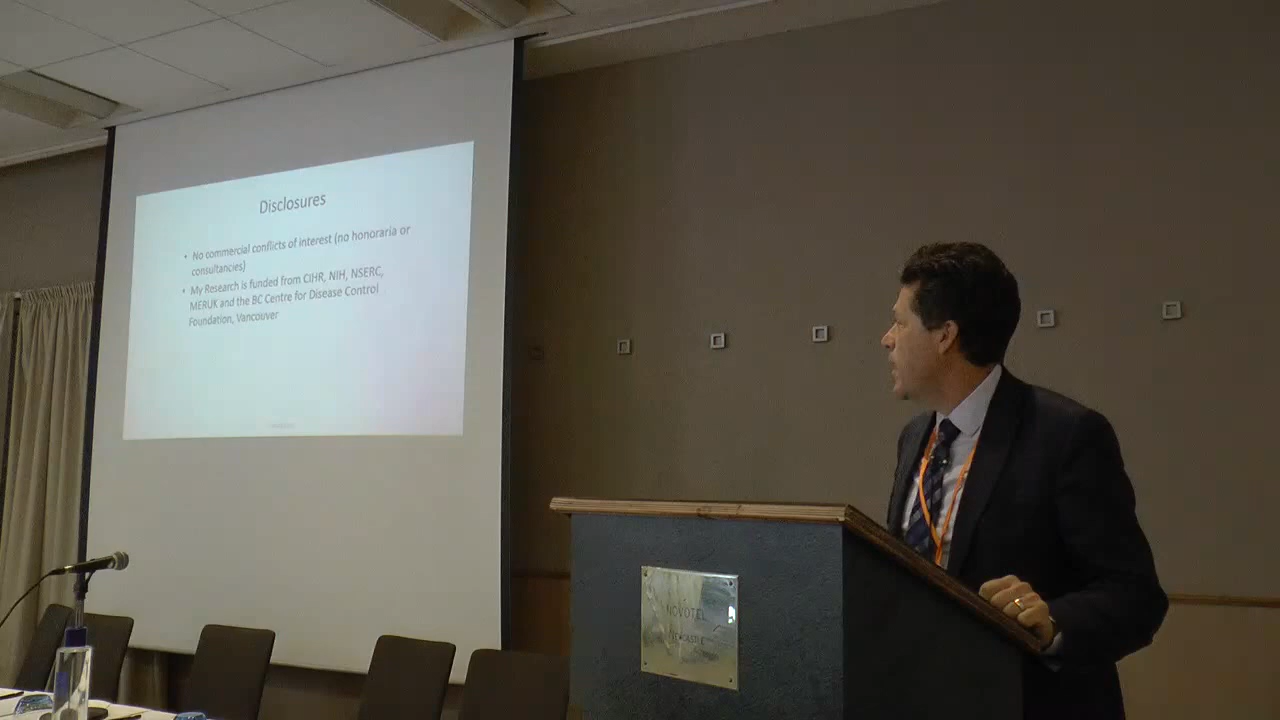 Disclosures
• No commercial conflicts of interest (no honoraria or
consultancies)
• My Research is funded from CIHR, NIH, NSERC,
MERUK and the BC Centre for Disease Control
Foundation, Vancouver
NOVOTEL
NEWCASTLE